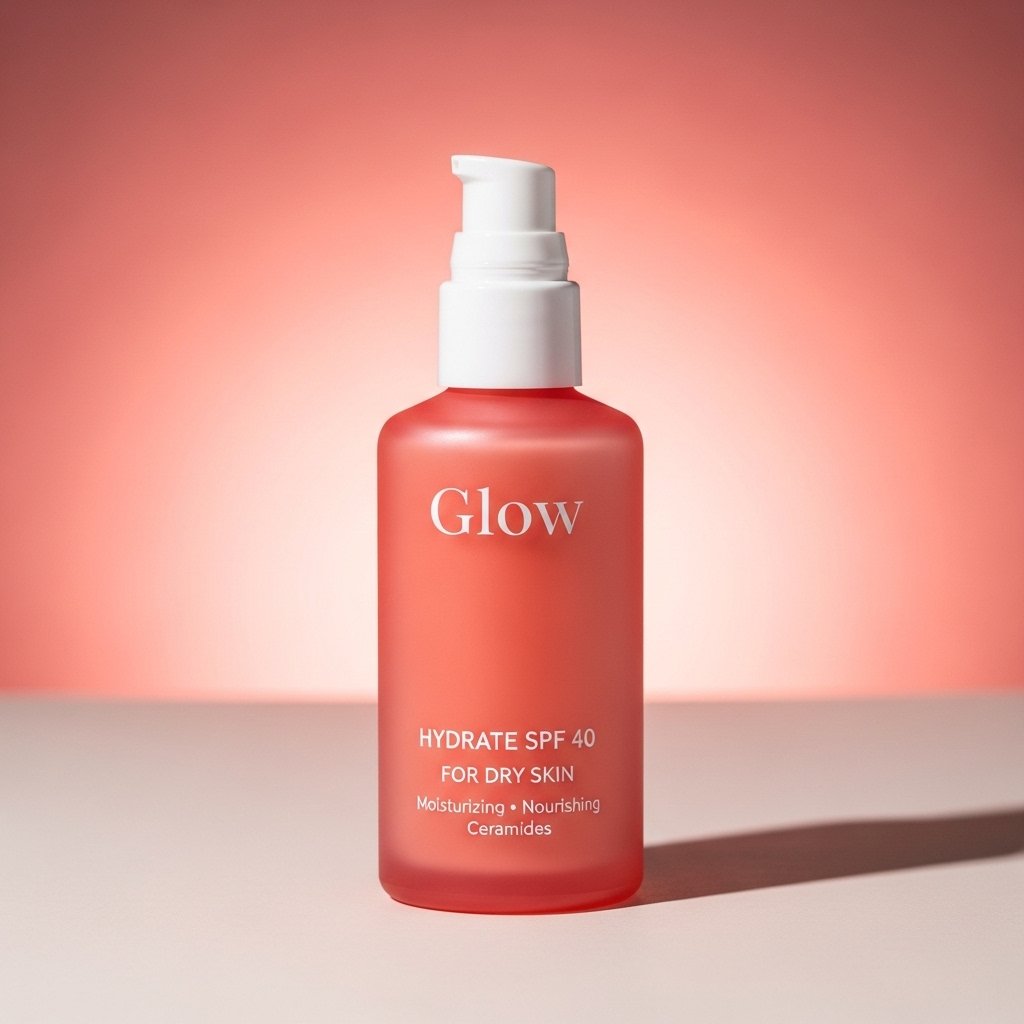 Glow
HYDRATE SPF 40
FOR DRY SKIN
Moisturizing • Nourishing
Ceramides